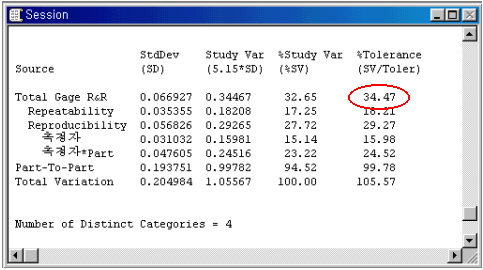 Session
StdDev Study Var %Study Var %Tolerance
Source (SD) (5.15*SD) (%SV) (SV/Toler)
Total Gage R&R 0.066927 0.34467 32.65 34.47
Repeatability 0.035355 0.18208 17.25 18.21
Reproducibility 0.056826 0.29265 27.72 29.27
측정자 0.031032 0.15981 15.14 15.98
측정자*Part 0.047605 0.24516 23.22 24.52
Part-To-Part 0.193751 0.99782 94.52 99.78
Total Variation 0.204984 1.05567 100.00 105.57
Number of Distinct Categories = 4